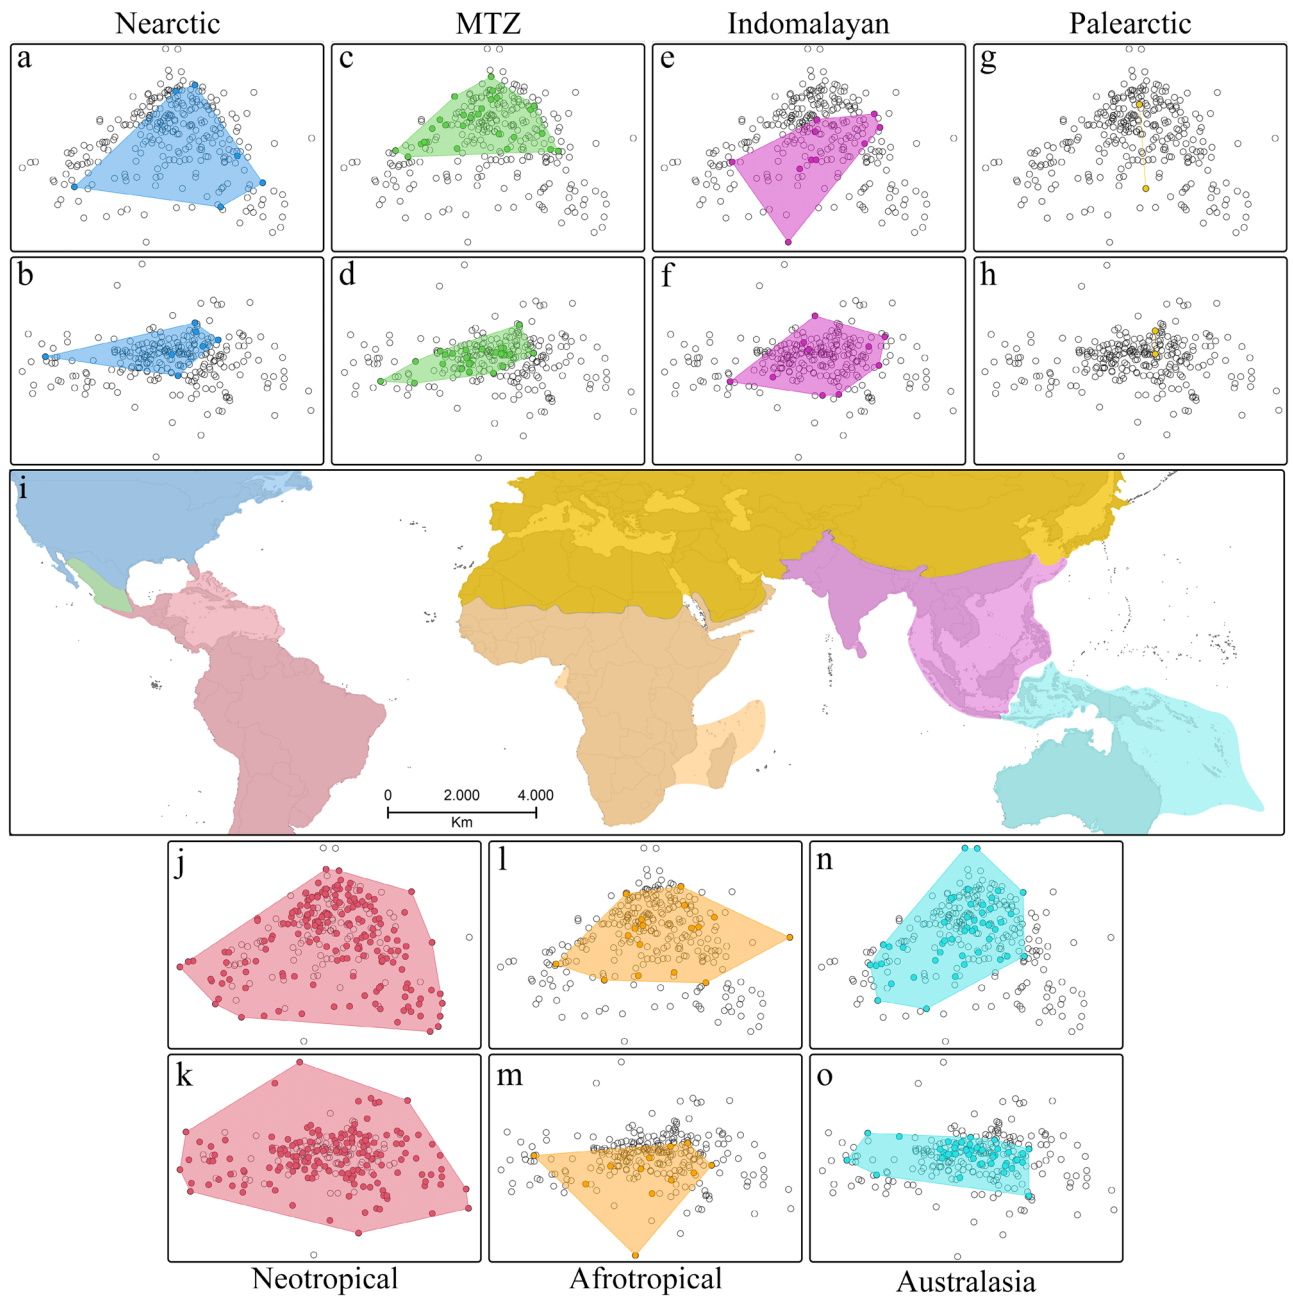 Nearctic
MTZ
Indomalayan
Palearctic
a
c
e
g
b
d
f
h
i
0 2.000 4.000
Km
j
l
n
k
m
o
Neotropical
Afrotropical
Australasia